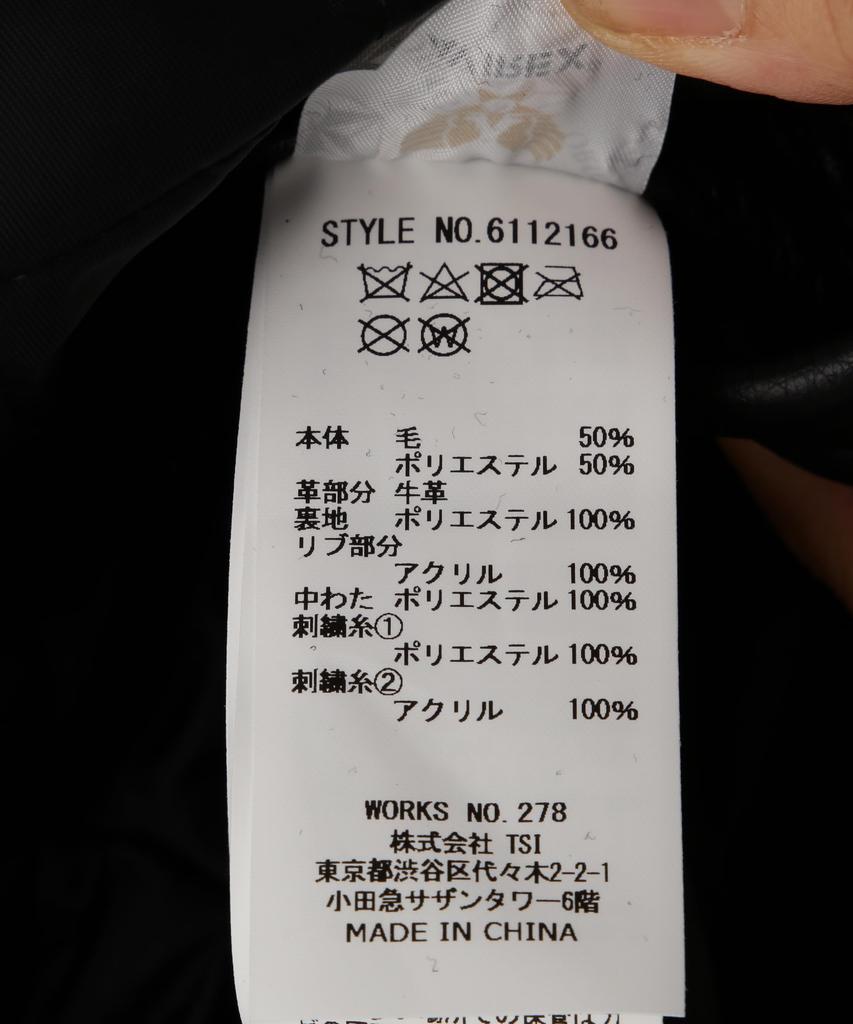 STYLE NO.6112166
本体 毛 50%
ポリエステル 50%
革部分 牛革
裏地 ポリエステル 100%
リブ部分
アクリル 100%
中わた ポリエステル 100%
刺繍糸①
ポリエステル 100%
刺繍糸②
アクリル 100%
WORKS NO. 278
株式会社 TSI
東京都渋谷区代々木2-2-1
小田急サザンタワー6階
MADE IN CHINA